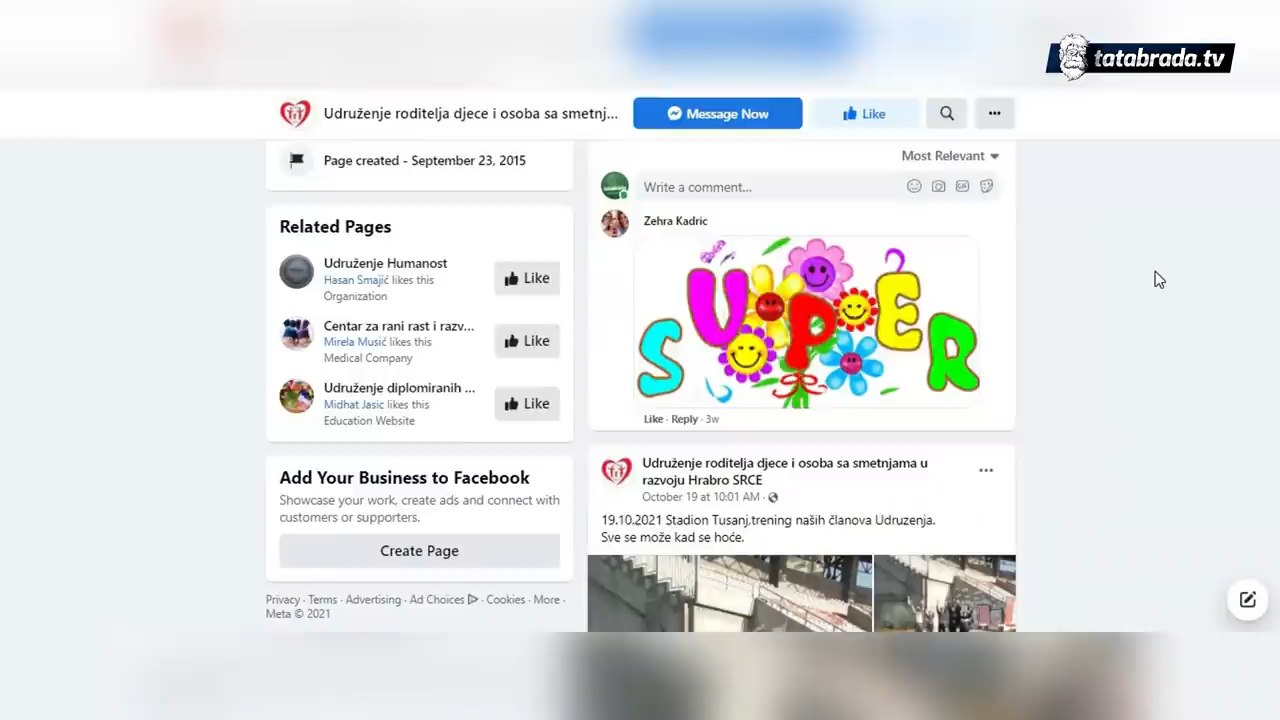 tatabrada.tv
Udruženje roditelja djece i osoba sa smetnj...
Message Now
Like
Page created - September 23, 2015
Related Pages
Udruženje Humanost
Hasan Smajić likes this
Organization
Like
Centar za rani rast i razv...
Mirela Musić likes this
Medical Company
Like
Udruženje diplomiranih ...
Midhat Jasic likes this
Education Website
Like
Add Your Business to Facebook
Showcase your work, create ads and connect with
customers or supporters.
Create Page
Privacy · Terms · Advertising · Ad Choices · Cookies · More ·
Meta © 2021
Most Relevant
Write a comment...
GIF
Zehra Kadric
SUPER
Like · Reply · 3w
Udruženje roditelja djece i osoba sa smetnjama u
razvoju Hrabro SRCE
October 19 at 10:01 AM ·
19.10.2021 Stadion Tusanj,trening naših članova Udruzenja.
Sve se može kad se hoće.